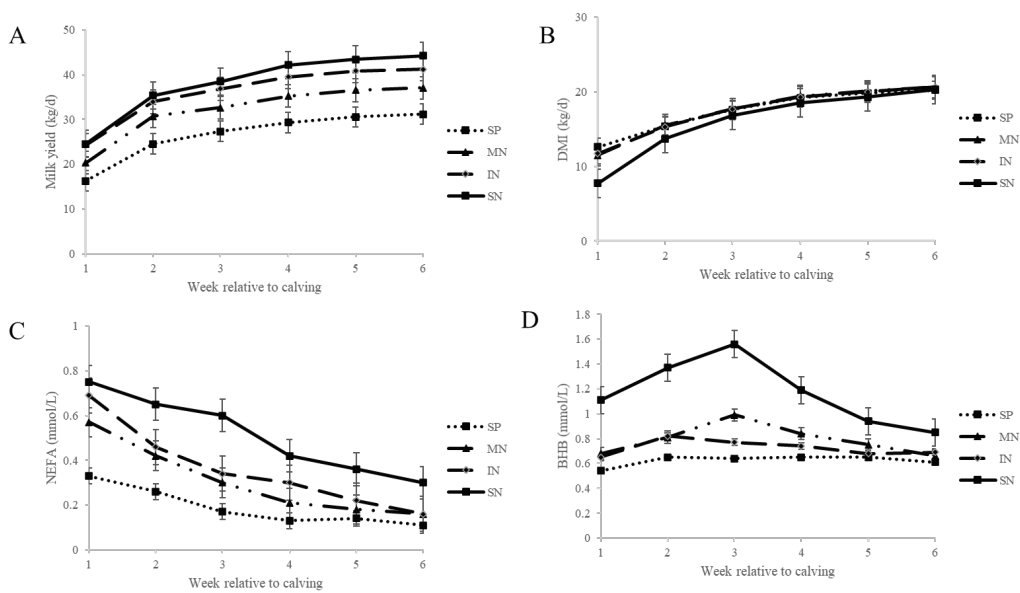 A
Milk yield (kg/d)
50
40
30
20
10
0
1 2 3 4 5 6
Week relative to calving
SP
MN
IN
SN
B
DMI (kg/d)
30
20
10
0
1 2 3 4 5 6
Week relative to calving
SP
MN
IN
SN
C
NEFA (mmol/L)
1
0.8
0.6
0.4
0.2
0
1 2 3 4 5 6
Week relative to calving
SP
MN
IN
SN
D
BHB (mmol/L)
1.8
1.6
1.4
1.2
1
0.8
0.6
0.4
0.2
0
1 2 3 4 5 6
Week relative to calving
SP
MN
IN
SN